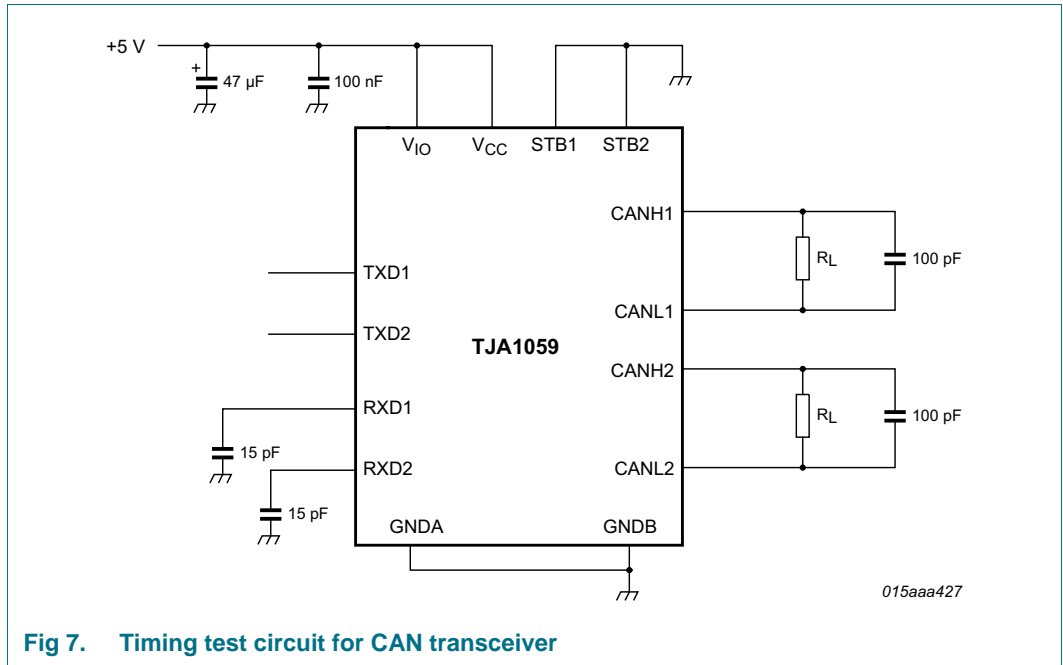 +5 V
+
47 µF
100 nF
VIO
VCC
STB1
STB2
CANH1
RL
100 pF
TXD1
CANL1
TXD2
TJA1059
CANH2
RXD1
RL
100 pF
15 pF
RXD2
CANL2
15 pF
GNDA
GNDB
015aaa427
Fig 7. Timing test circuit for CAN transceiver